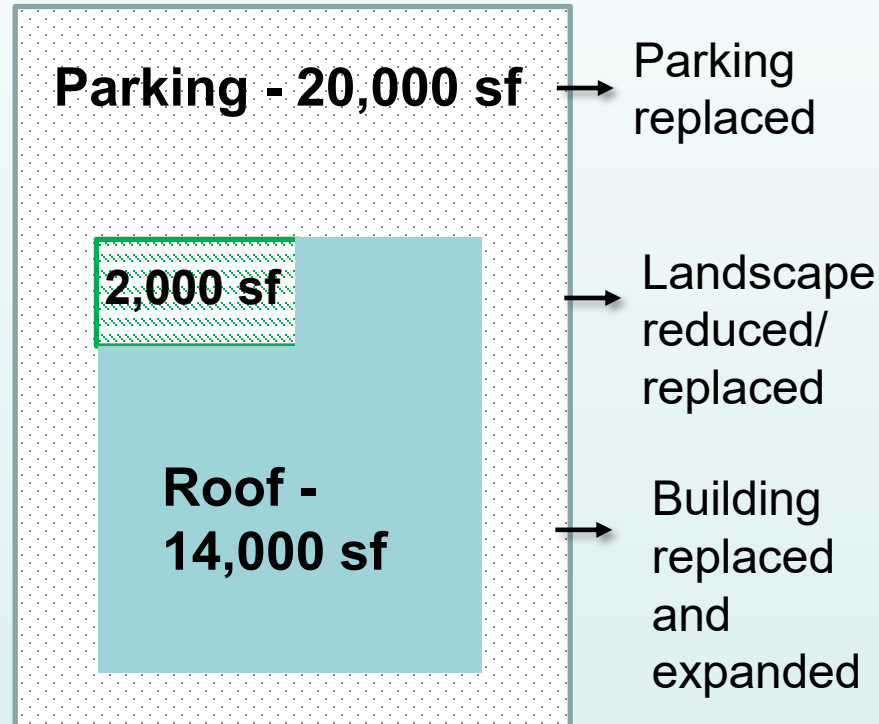 Parking - 20,000 sf
Parking
replaced
2,000 sf
Landscape
reduced/
replaced
Roof -
14,000 sf
Building
replaced
and
expanded